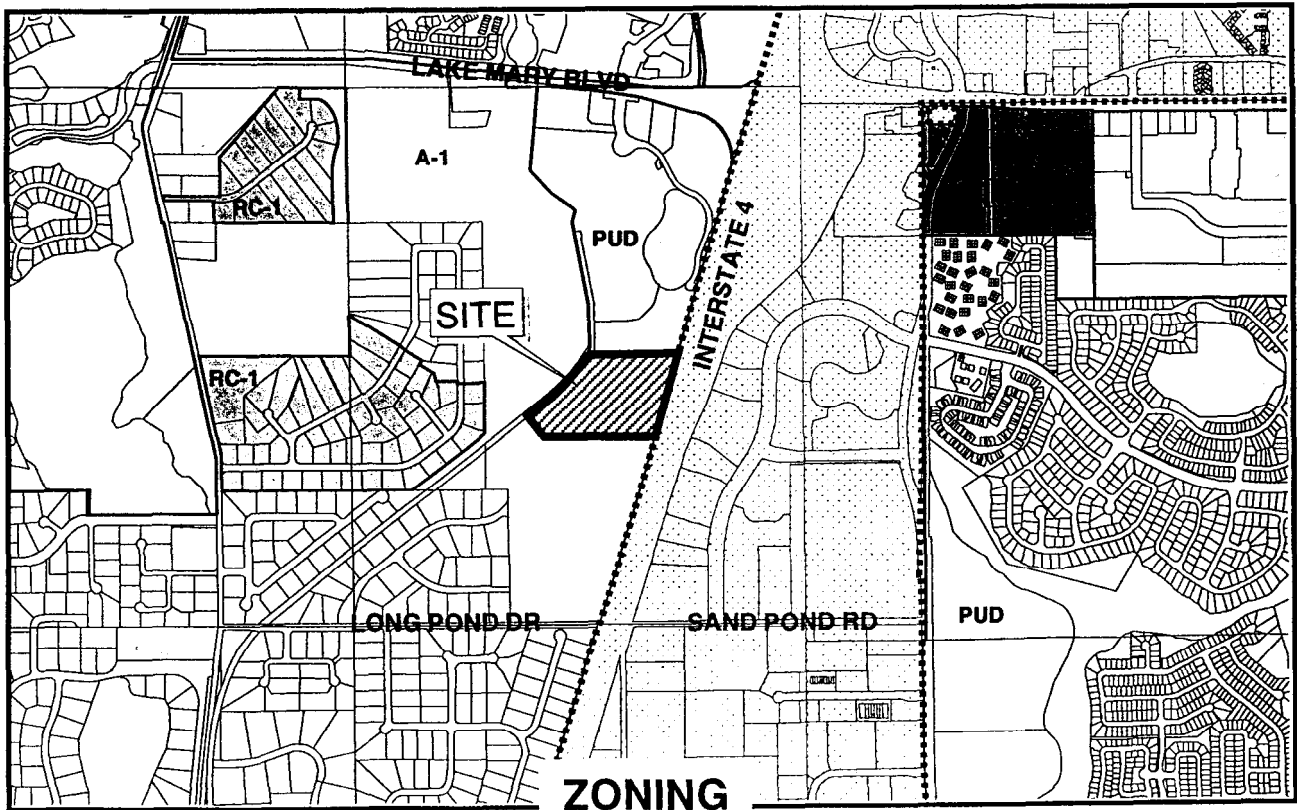 LAKE MARY BLVD
A-1
RC-1
PUD
INTERSTATE 4
SITE
RC-1
LONG POND DR
SAND POND RD
PUD
ZONING